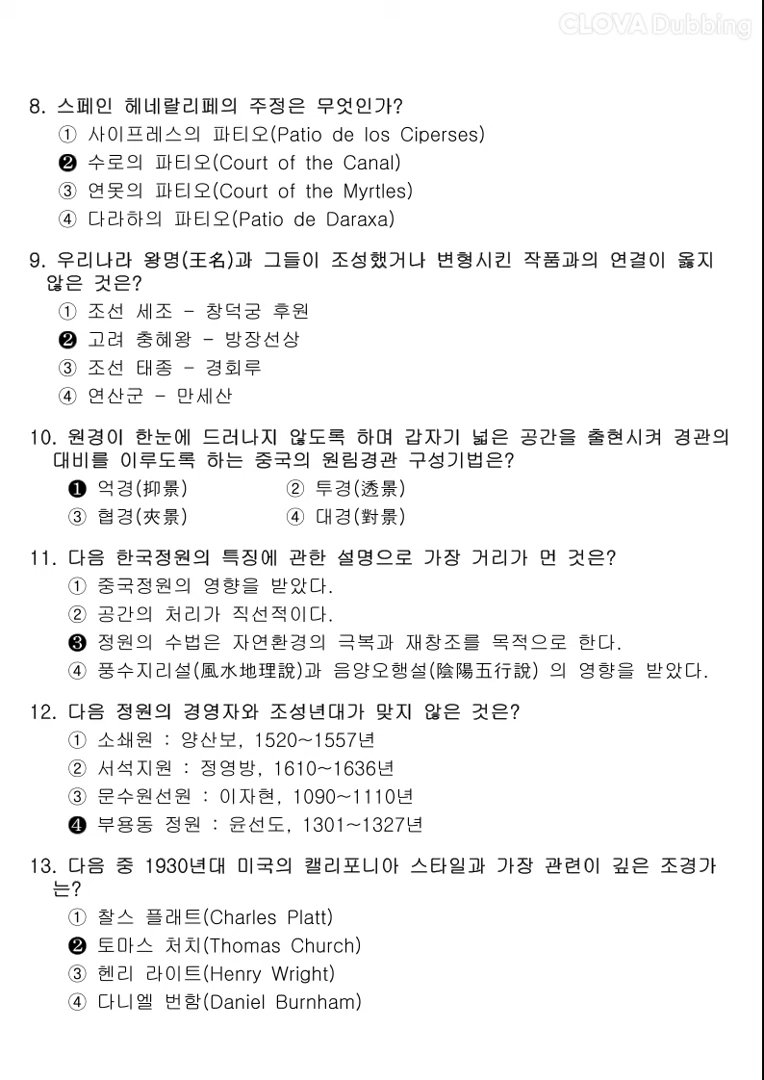 CLOVA Dubbing
8. 스페인 헤네랄리페의 주정은 무엇인가?
① 사이프레스의 파티오(Patio de los Ciperses)
❷ 수로의 파티오(Court of the Canal)
③ 연못의 파티오(Court of the Myrtles)
④ 다라하의 파티오(Patio de Daraxa)
9. 우리나라 왕명(王名)과 그들이 조성했거나 변형시킨 작품과의 연결이 옳지
않은 것은?
① 조선 세조 - 창덕궁 후원
❷ 고려 충혜왕 - 방장선상
③ 조선 태종 - 경회루
④ 연산군 - 만세산
10. 원경이 한눈에 드러나지 않도록 하며 갑자기 넓은 공간을 출현시켜 경관의
대비를 이루도록 하는 중국의 원림경관 구성기법은?
❶ 억경(抑景) ② 투경(透景)
③ 협경(夾景) ④ 대경(對景)
11. 다음 한국정원의 특징에 관한 설명으로 가장 거리가 먼 것은?
① 중국정원의 영향을 받았다.
② 공간의 처리가 직선적이다.
❸ 정원의 수법은 자연환경의 극복과 재창조를 목적으로 한다.
④ 풍수지리설(風水地理說)과 음양오행설(陰陽五行說) 의 영향을 받았다.
12. 다음 정원의 경영자와 조성년대가 맞지 않은 것은?
① 소쇄원 : 양산보, 1520~1557년
② 서석지원 : 정영방, 1610~1636년
③ 문수원선원 : 이자현, 1090~1110년
❹ 부용동 정원 : 윤선도, 1301~1327년
13. 다음 중 1930년대 미국의 캘리포니아 스타일과 가장 관련이 깊은 조경가
는?
① 찰스 플래트(Charles Platt)
❷ 토마스 처치(Thomas Church)
③ 헨리 라이트(Henry Wright)
④ 다니엘 번함(Daniel Burnham)